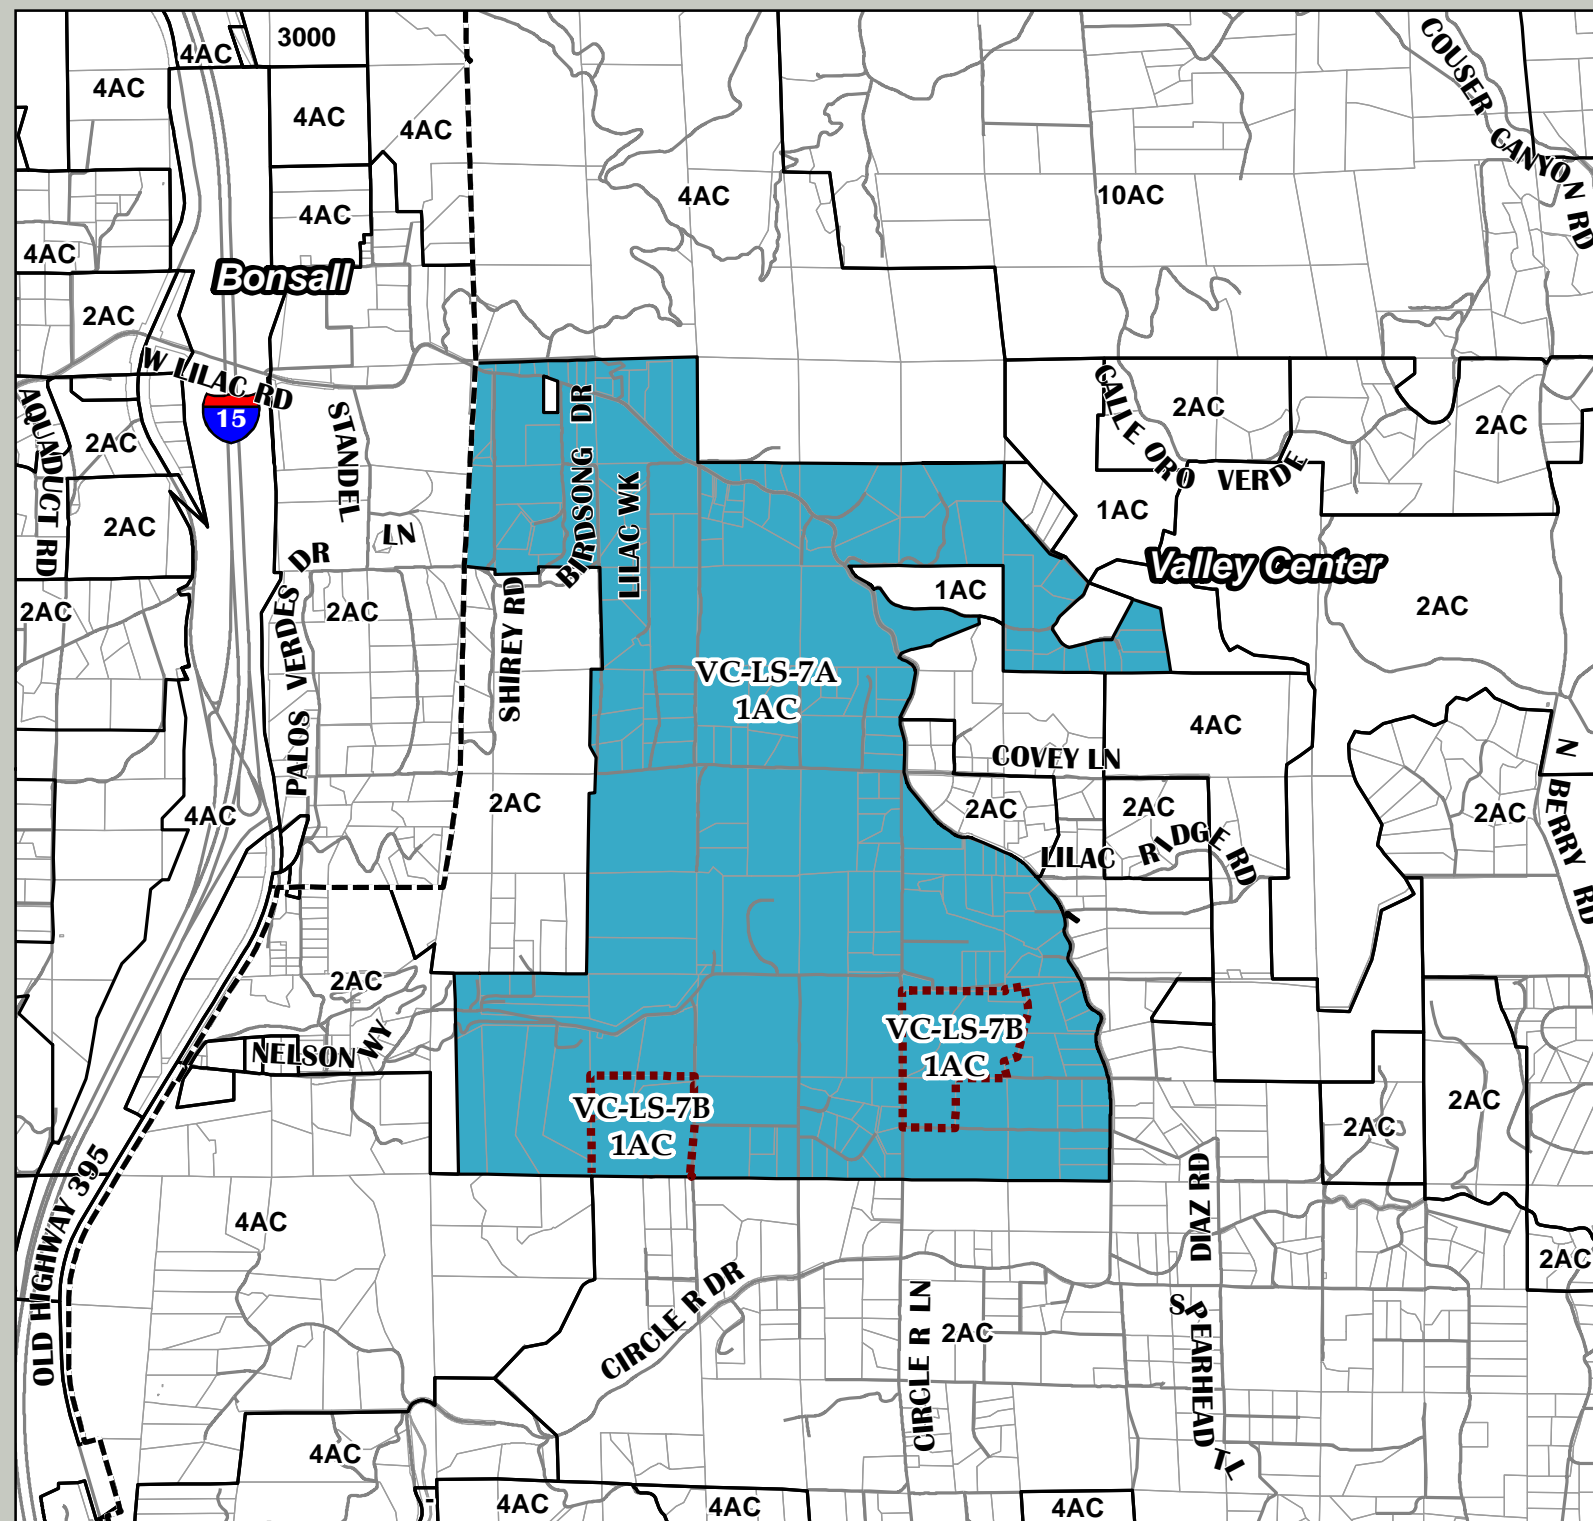 4AC
3000
4AC
4AC
4AC
4AC
4AC
10AC
COUSER CANYON RD
4AC
4AC
Bonsall
2AC
W LILAC RD
15
AQUADUCT RD
2AC
STANDEL LN
BIRDSONG DR
LILAC WK
CALLE ORO VERDE
2AC
2AC
2AC
1AC
Valley Center
2AC
PALOS VERDES DR
2AC
SHIREY RD
1AC
2AC
VC-LS-7A
1AC
4AC
COVEY LN
N BERRY RD
4AC
2AC
2AC
2AC
2AC
LILAC RIDGE RD
2AC
NELSON WY
VC-LS-7B
1AC
VC-LS-7B
1AC
2AC
2AC
OLD HIGHWAY 395
4AC
DIAZ RD
2AC
CIRCLE R DR
CIRCLE R LN
2AC
SPEARHEAD TL
4AC
4AC
4AC
4AC